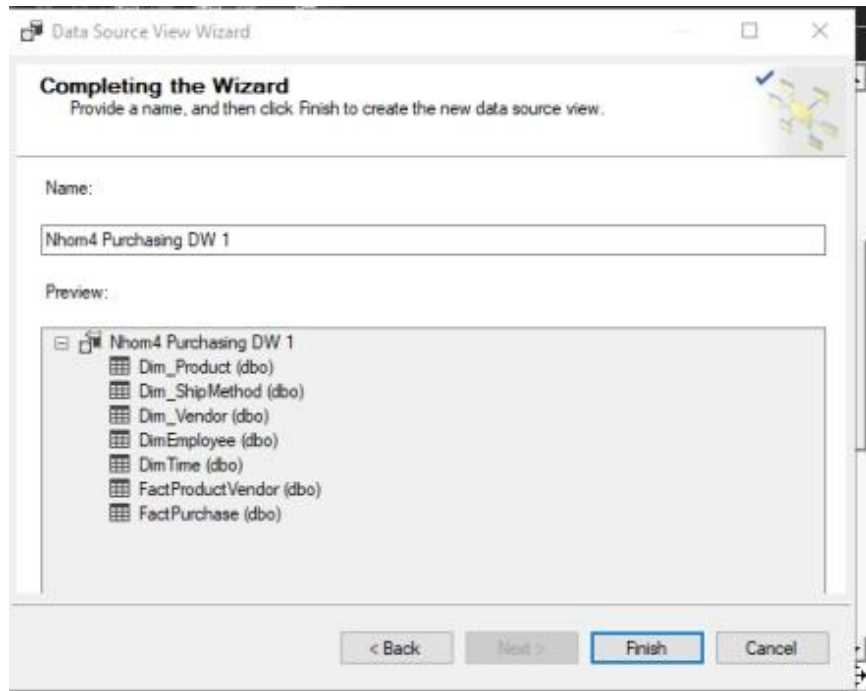 Data Source View Wizard
Completing the Wizard
Provide a name, and then click Finish to create the new data source view.
Name:
Nhom4 Purchasing DW 1
Preview:
Nhom4 Purchasing DW 1
Dim_Product (dbo)
Dim_ShipMethod (dbo)
Dim_Vendor (dbo)
DimEmployee (dbo)
DimTime (dbo)
FactProductVendor (dbo)
FactPurchase (dbo)
< Back
Next >
Finish
Cancel